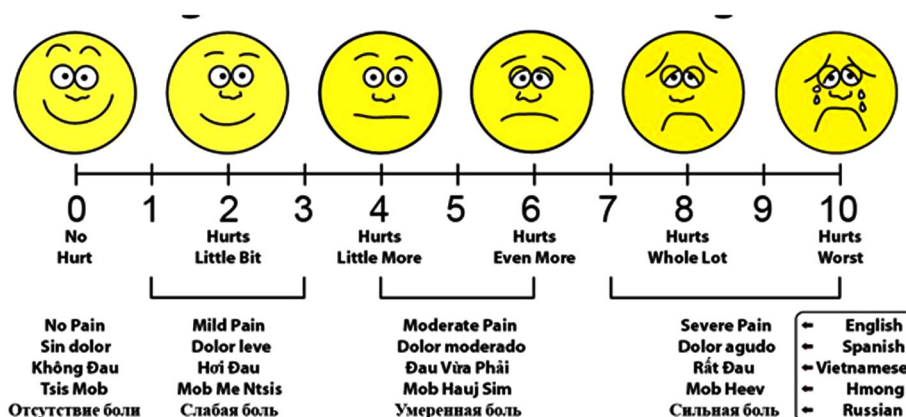 0 1 2 3 4 5 6 7 8 9 10
No Hurts Hurts Hurts Hurts Hurts
Hurt Little Bit Little More Even More Whole Lot Worst
No Pain Mild Pain Moderate Pain Severe Pain ← English
Sin dolor Dolor leve Dolor moderado Dolor agudo ← Spanish
Không Đau Hơi Đau Đau Vừa Phải Rất Đau ← Vietnamese
Tsis Mob Mob Me Ntsis Mob Hauj Sim Mob Heev ← Hmong
Отсутствие боли Слабая боль Умеренная боль Сильная боль ← Russian